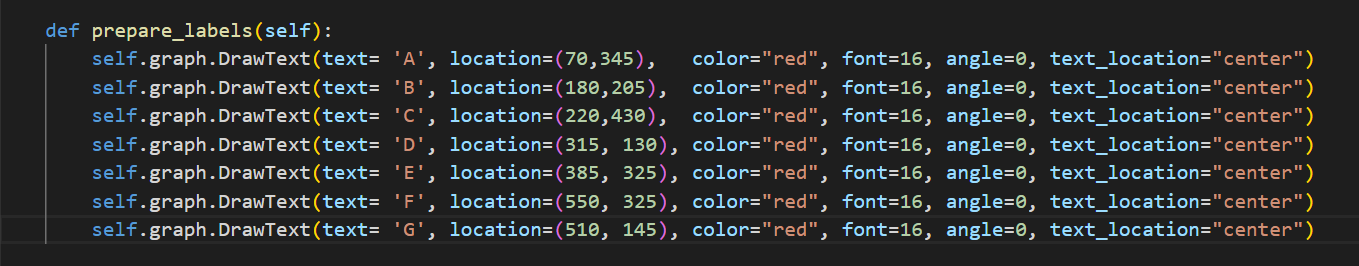 def prepare_labels(self):
    self.graph.DrawText(text= 'A', location=(70,345),   color="red", font=16, angle=0, text_location="center")
    self.graph.DrawText(text= 'B', location=(180,205),  color="red", font=16, angle=0, text_location="center")
    self.graph.DrawText(text= 'C', location=(220,430),  color="red", font=16, angle=0, text_location="center")
    self.graph.DrawText(text= 'D', location=(315, 130), color="red", font=16, angle=0, text_location="center")
    self.graph.DrawText(text= 'E', location=(385, 325), color="red", font=16, angle=0, text_location="center")
    self.graph.DrawText(text= 'F', location=(550, 325), color="red", font=16, angle=0, text_location="center")
    self.graph.DrawText(text= 'G', location=(510, 145), color="red", font=16, angle=0, text_location="center")